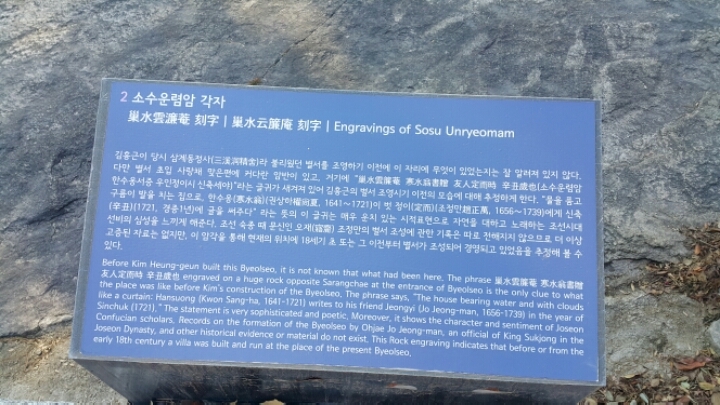 2 소수운렴암 각자
巢水雲濂菴 刻字 | 巢水云簾庵 刻字 | Engravings of Sosu Unryeomam
김흥근이 당시 삼계동정사(三溪洞精舍)라 불리웠던 별서를 조영하기 이전에 이 자리에 무엇이 있었는지는 잘 알려져 있지 않다.
다만 별서 초입 사랑채 맞은편에 커다란 암반이 있고, 거기에 "巢水雲簾菴 寒水翁書贈 友人定而時 辛丑歲也(소수운렴암
한수옹서증 우인정이시 신축세야)"라는 글귀가 새겨져 있어 김흥근의 별서 조영시기 이전의 모습에 대해 추정하게 한다. "물을 품고
구름이 발을 치는 집으로, 한수옹(寒水翁)(권상하權尙夏, 1641~1721)이 벗 정이(定而)(조정만趙正萬, 1656~1739)에게 신축
(辛丑)(1721, 경종1년)에 글을 써주다" 라는 뜻의 이 글귀는 매우 운치 있는 시적표현으로 자연을 대하고 노래하는 조선시대
선비의 심성을 느끼게 해준다. 조선 숙종 때 문신인 오재(寤齋) 조정만의 별서 조성에 관한 기록은 따로 전해지지 않으므로 더 이상
고증된 자료는 없지만, 이 암각을 통해 현재의 위치에 18세기 초 또는 그 이전부터 별서가 조성되어 경영되고 있었음을 추정해 볼 수
있다.
Before Kim Heung-geun built this Byeolseo, it is not known that what had been here. The phrase 巢水雲簾菴 寒水翁書贈
友人定而時 辛丑歲也 engraved on a huge rock opposite Sarangchae at the entrance of Byeolseo is the only clue to what
the place was like before Kim's construction of the Byeolseo. The phrase says, "The house bearing water and with clouds
like a curtain: Hansuong (Kwon Sang-ha, 1641-1721) writes to his friend Jeongyi (Jo Jeong-man, 1656-1739) in the year of
Sinchuk (1721)." The statement is very sophisticated and poetic. Moreover, it shows the character and sentiment of Joseon
Confucian scholars. Records on the formation of the Byeolseo by Ohjae Jo Jeong-man, an official of King Sukjong in the
Joseon Dynasty, and other historical evidence or material do not exist. This Rock engraving indicates that before or from the
early 18th century a villa was built and run at the place of the present Byeolseo.